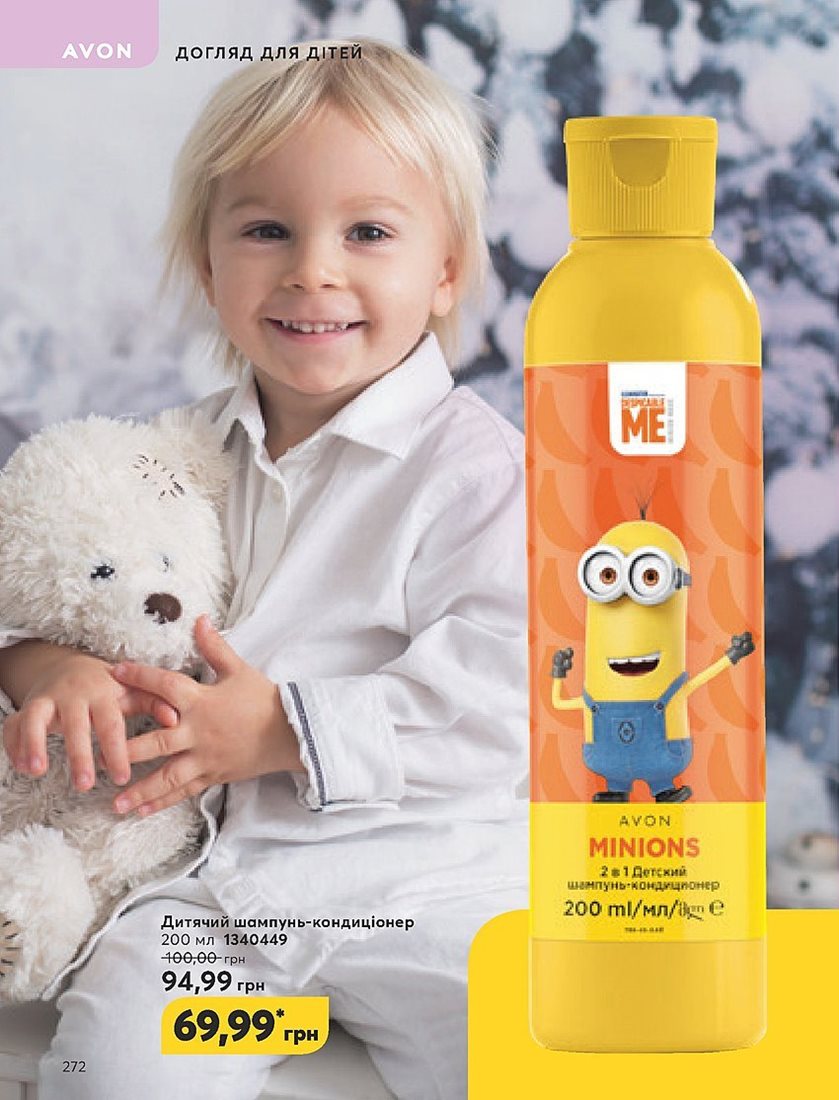 AVON
ДОГЛЯД ДЛЯ ДІТЕЙ
DESPICABLE
ME
AVON
MINIONS
2 в 1 Детский
шампунь-кондиционер
200 ml/мл/ e
Дитячий шампунь-кондиціонер
200 мл 1340449
100,00 грн
94,99 грн
69,99* грн
272